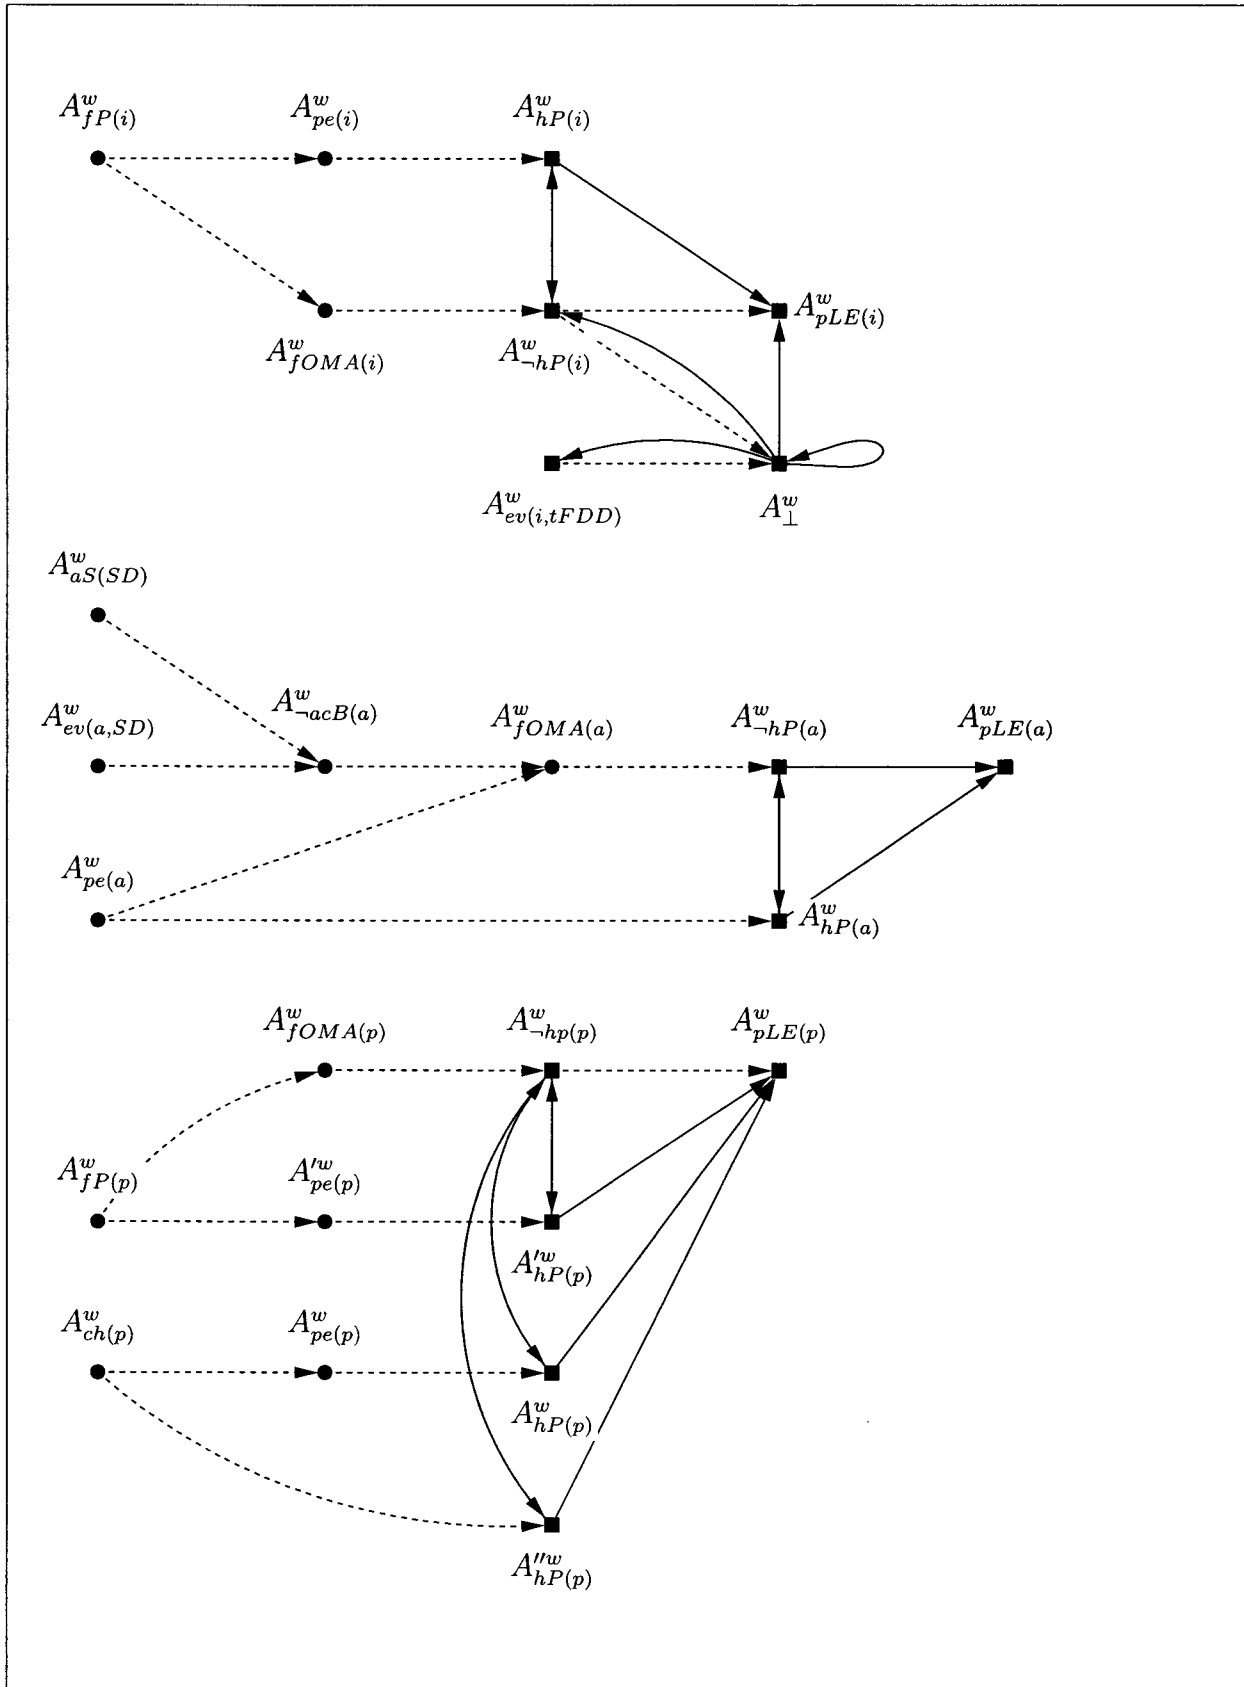 A^w_{fP(i)} A^w_{pe(i)} A^w_{hP(i)}
A^w_{pLE(i)}
A^w_{fOMA(i)} A^w_{¬hP(i)}
A^w_{ev(i,tFDD)} A^w_⊥
A^w_{aS(SD)}
A^w_{ev(a,SD)} A^w_{¬acB(a)} A^w_{fOMA(a)} A^w_{¬hP(a)} A^w_{pLE(a)}
A^w_{pe(a)}
A^w_{hP(a)}
A^w_{fOMA(p)} A^w_{¬hp(p)} A^w_{pLE(p)}
A^w_{fP(p)} A'^w_{pe(p)}
A'^w_{hP(p)}
A^w_{ch(p)} A^w_{pe(p)}
A^w_{hP(p)}
A''^w_{hP(p)}